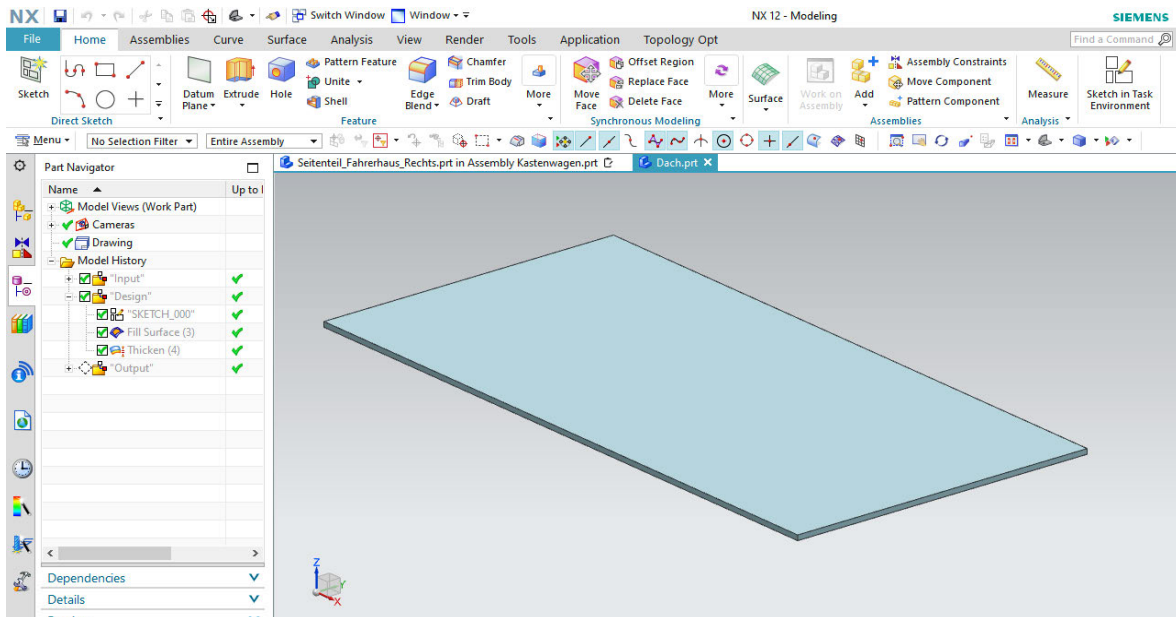 NX Switch Window Window NX 12 - Modeling SIEMENS
File Home Assemblies Curve Surface Analysis View Render Tools Application Topology Opt Find a Command
Sketch
Direct Sketch
Datum Plane
Extrude
Hole
Pattern Feature
Unite
Shell
Edge Blend
Chamfer
Trim Body
Draft
More
Feature
Move Face
Offset Region
Replace Face
Delete Face
More
Synchronous Modeling
Surface
Work on Assembly
Add
Assembly Constraints
Move Component
Pattern Component
Assemblies
Measure
Analysis
Sketch in Task Environment
Menu No Selection Filter Entire Assembly
Part Navigator
Seitenteil_Fahrerhaus_Rechts.prt in Assembly Kastenwagen.prt Dach.prt
Name Up to
Model Views (Work Part)
Cameras
Drawing
Model History
"Input"
"Design"
"SKETCH_000"
Fill Surface (3)
Thicken (4)
"Output"
Dependencies
Details
Z
Y
X